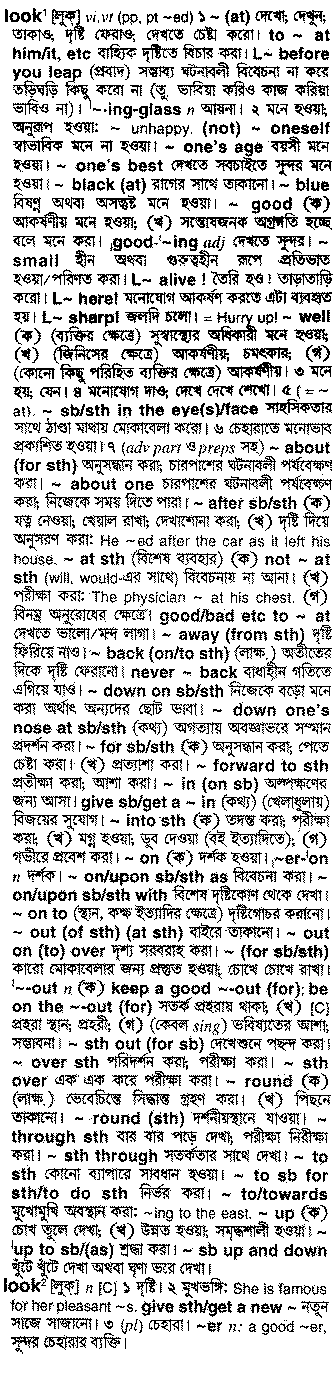 look¹ [লুক্] vi,vt (pp, pt ~ed) ১ ~ (at) দেখো; দেখুন,
তাকাও; দৃষ্টি ফেরাও; দেখতে চেষ্টা করো। to ~ at
him/it, etc বাহ্যিক দৃষ্টিতে বিচার করা। L~ before
you leap (প্রবাদ) সম্ভাব্য ঘটনাবলী বিবেচনা না করে
তড়িঘড়ি কিছু করো না (তু. ভাবিয়া করিও কাজ করিয়া
ভাবিও না)। '~-ing-glass n আয়না। ২ মনে হওয়া,
অনুরূপ হওয়া: ~ unhappy. (not) ~ oneself
স্বাভাবিক মনে না হওয়া। ~ one's age বয়সী মনে
হওয়া। ~ one's best দেখতে সবচাইতে সুন্দর মনে
হওয়া। ~ black (at) রাগের সাথে তাকানো। ~ blue
বিষণ্ন অথবা অসন্তুষ্ট মনে হওয়া। ~ good (ক)
আকর্ষণীয় মনে হওয়া; (খ) সন্তোষজনক অগ্রগতি হচ্ছে
বলে মনে করা। ˌgood-'~ing adj দেখতে সুন্দর। ~
small হীন অথবা গুরুত্বহীন রূপে প্রতিভাত
হওয়া/পরিণত করা। L~ alive ! তৈরি হও ! তাড়াতাড়ি
করো। L~ here! মনোযোগ আকর্ষণ করতে এটা ব্যবহৃত
হয়। L~ sharp! জলদি চলো। = Hurry up! ~ well
(ক) (ব্যক্তির ক্ষেত্রে) সুস্বাস্থ্যের অধিকারী মনে হওয়া;
(খ) (জিনিসের ক্ষেত্রে) আকর্ষণীয়; চমৎকার; (গ)
(কোনো কিছু পরিহিত ব্যক্তির ক্ষেত্রে) আকর্ষণীয়। ৩ মনে
হয়; যেন। ৪ মনোযোগ দাও; দেখে দেখে শেখো। ৫ (= ~
at). ~ sb/sth in the eye(s)/face সাহসিকতার
সাথে ঠাণ্ডা মাথায় মোকাবেলা করো। ৬ চেহারাতে মনোভাব
প্রকাশিত হওয়া। ৭ (adv part ও preps সহ) ~ about
(for sth) অনুসন্ধান করা; চারপাশের ঘটনাবলী পর্যবেক্ষণ
করা। ~ about one চারপাশের ঘটনাবলী পর্যবেক্ষণ
করা, নিজেকে সময় দিতে পারা। ~ after sb/sth (ক)
যত্ন নেওয়া; খেয়াল রাখা; দেখাশোনা করা; (খ) দৃষ্টি দিয়ে
অনুসরণ করা: He ~ed after the car as it left his
house. ~ at sth (বিশেষ ব্যবহার) (ক) not ~ at
sth (will, would-এর সাথে) বিবেচনায় না আনা। (খ)
পরীক্ষা করা: The physician ~ at his chest. (গ)
বিনম্র অনুরোধের ক্ষেত্রে। good/bad etc to ~ at
দেখতে ভালো/মন্দ লাগা। ~ away (from sth) দৃষ্টি
ফিরিয়ে নাও। ~ back (on/to sth) (লাক্ষ.) অতীতের
দিকে দৃষ্টি ফেরানো। never ~ back বাধাহীন গতিতে
এগিয়ে যাও। ~ down on sb/sth নিজেকে বড়ো মনে
করা অর্থাৎ অন্যদের ছোট ভাবা। ~ down one's
nose at sb/sth (কথ্য) অগত্যায় অবজ্ঞাভরে সম্মান
প্রদর্শন করা। ~ for sb/sth (ক) অনুসন্ধান করা; পেতে
চেষ্টা করা। (খ) প্রত্যাশা করা। ~ forward to sth
প্রতীক্ষা করা; আশা করা। ~ in (on sb) অল্পক্ষণের
জন্য আসা। give sb/get a ~ in (কথ্য) (খেলাধুলায়)
বিজয়ের সুযোগ। ~ into sth (ক) তদন্ত করা; পরীক্ষা
করা; (খ) মগ্ন হওয়া; ডুব দেওয়া (বই ইত্যাদিতে); (গ)
গভীরে প্রবেশ করা। ~ on (ক) দর্শক হওয়া। ˌ~er-'on
n দর্শক। ~ on/upon sb/sth as বিবেচনা করা। ~
on/upon sb/sth with বিশেষ দৃষ্টিকোণ থেকে দেখা।
~ on to (স্থান, কক্ষ ইত্যাদির ক্ষেত্রে) দৃষ্টিগোচর করানো।
~ out (of sth) (at sth) বাইরে তাকানো। ~ out
on (to) over দৃশ্য সরবরাহ করা। ~ (for sb/sth)
কারো মোকাবেলার জন্য প্রস্তুত হওয়া; চোখে চোখে রাখা।
'~-out n (ক) keep a good ~-out (for); be
on the ~-out (for) সতর্ক প্রহরায় থাকা; (খ) [C]
প্রহরা স্থান; প্রহরী; (গ) (কেবল sing) ভবিষ্যতের আশা;
সম্ভাবনা। ~ sth out (for sb) দেখেশুনে পছন্দ করা।
~ over sth পরিদর্শন করা; পরীক্ষা করা। ~ sth
over এক এক করে পরীক্ষা করা। ~ round (ক)
(লাক্ষ.) ভেবেচিন্তে সিদ্ধান্ত গ্রহণ করা। (খ) পিছনে
তাকানো। ~ round (sth) দর্শনীয়স্থানে যাওয়া। ~
through sth বার বার পড়ে দেখা; পরীক্ষা নিরীক্ষা
করা। ~ sth through সতর্কতার সাথে দেখা। ~ to
sth কোনো ব্যাপারে সাবধান হওয়া। ~ to sb for
sth/to do sth নির্ভর করা। ~ to/towards
মুখোমুখি অবস্থান করা: ~ing to the east. ~ up (ক)
চোখ তুলে দেখা; (খ) উন্নত হওয়া; সমৃদ্ধশালী হওয়া। ~
ˈup to sb/(as) শ্রদ্ধা করা। ~ sb up and down
খুঁটে খুঁটে দেখা অথবা ঘৃণা ভরে দেখা।
look² [লুক্] n [C] ১ দৃষ্টি। ২ মুখভঙ্গি: She is famous
for her pleasant ~s. give sth/get a new ~ নতুন
সাজে সাজানো। ৩ (pl) চেহারা। ~er n: a good ~er,
সুন্দর চেহারার ব্যক্তি।